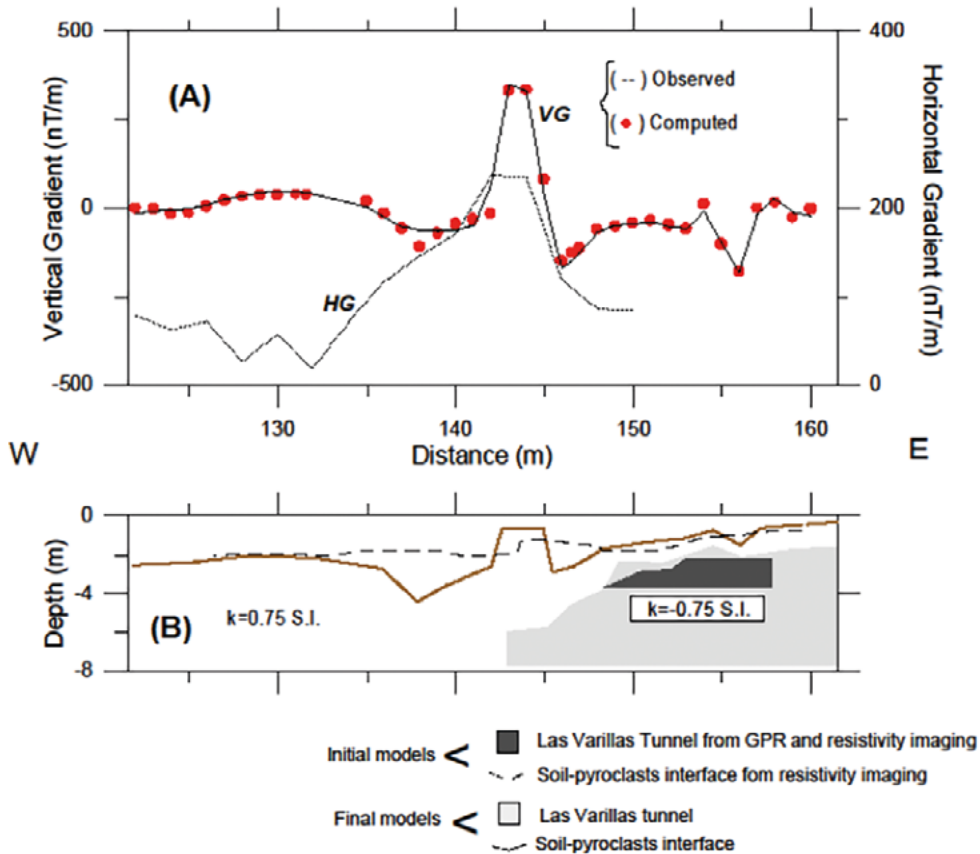 500
400
(A)
VG
( -- ) Observed
( • ) Computed
Vertical Gradient (nT/m)
0
200
Horizontal Gradient (nT/m)
HG
-500
0
130
140
150
160
W
Distance (m)
E
0
Depth (m)
-4
k=0.75 S.I.
(B)
k=-0.75 S.I.
-8
Initial models <
Las Varillas Tunnel from GPR and resistivity imaging
Soil-pyroclasts interface fom resistivity imaging
Final models <
Las Varillas tunnel
Soil-pyroclasts interface